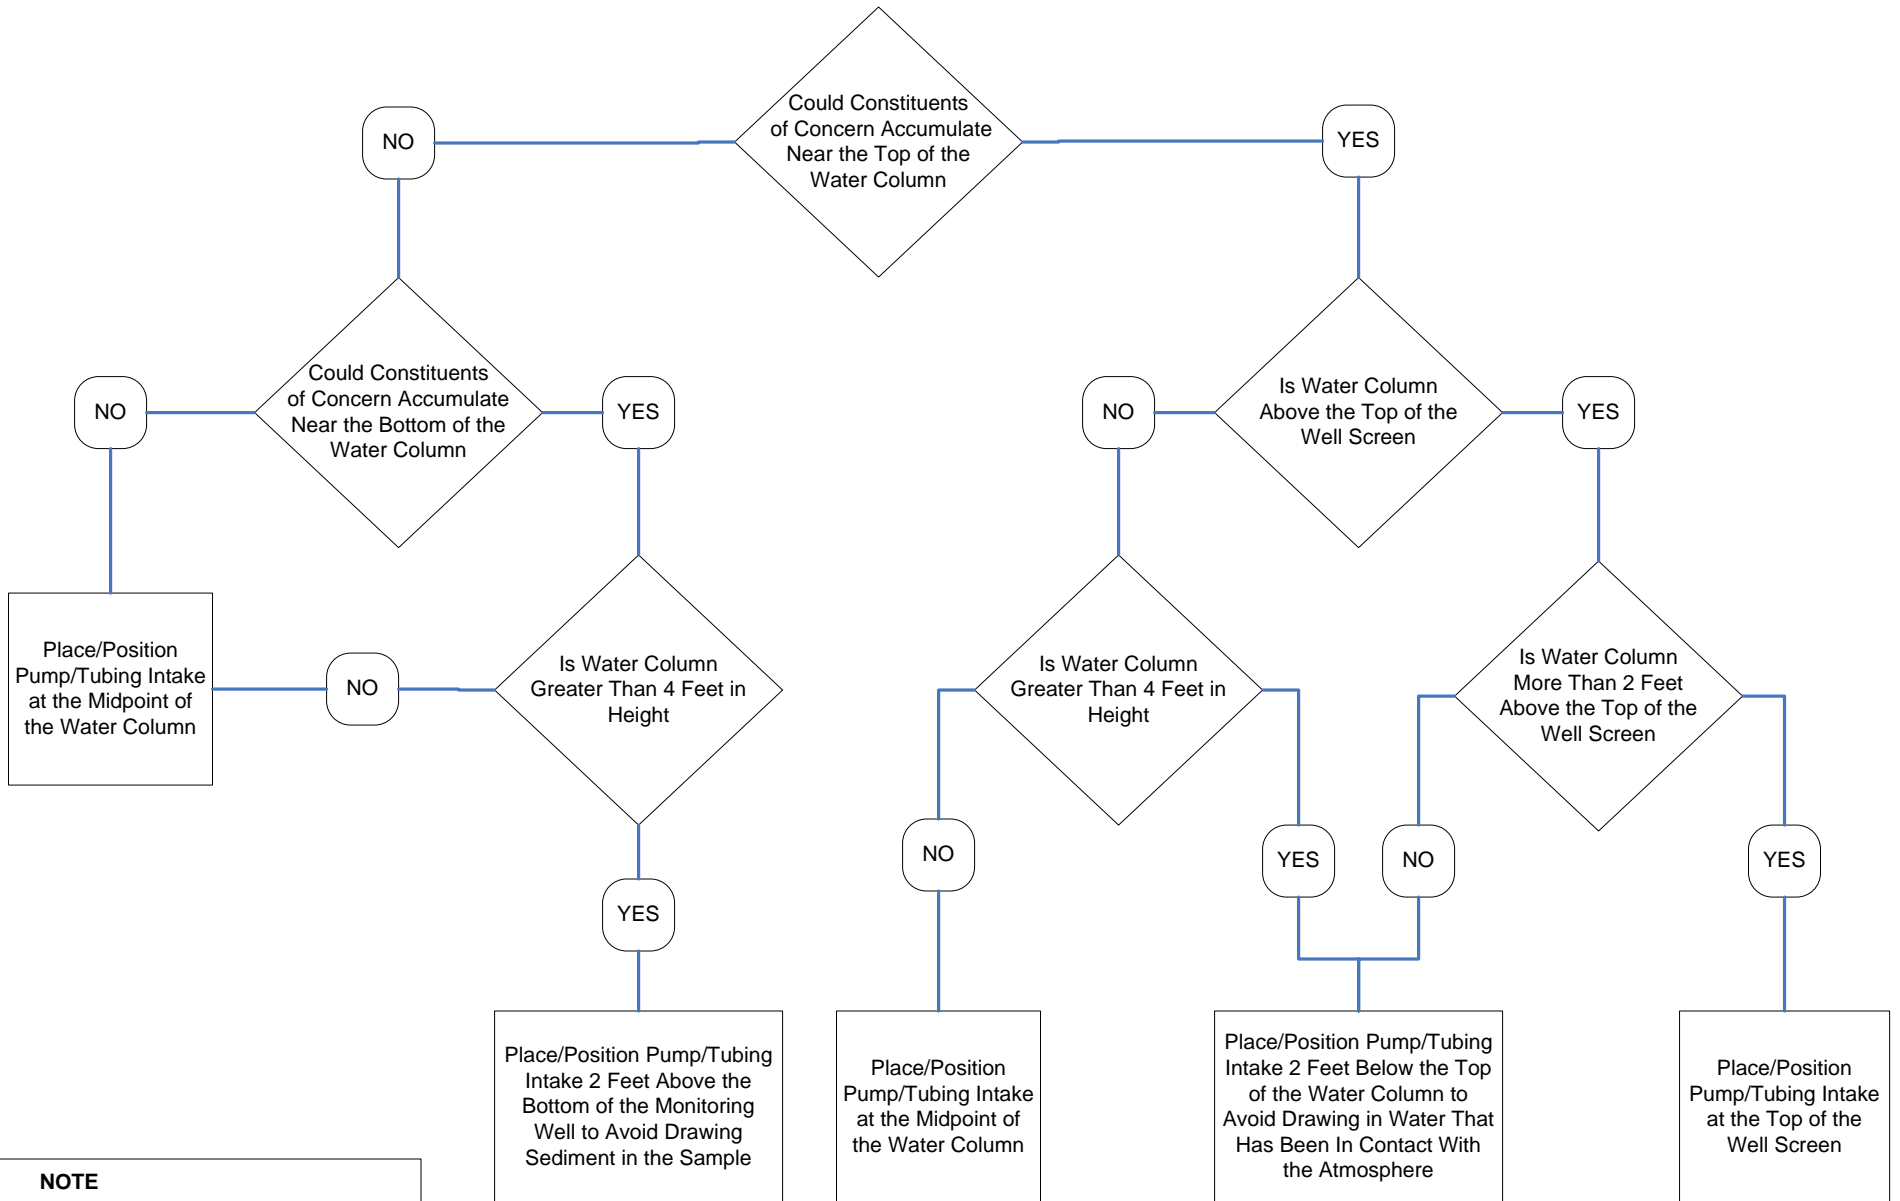 Could Constituents
of Concern Accumulate
Near the Top of the
Water Column
NO
YES
Could Constituents
of Concern Accumulate
Near the Bottom of the
Water Column
NO
YES
Is Water Column
Above the Top of the
Well Screen
NO
YES
Place/Position
Pump/Tubing Intake
at the Midpoint of
the Water Column
NO
Is Water Column
Greater Than 4 Feet in
Height
Is Water Column
Greater Than 4 Feet in
Height
Is Water Column
More Than 2 Feet
Above the Top of the
Well Screen
YES
NO
YES
NO
YES
Place/Position Pump/Tubing
Intake 2 Feet Above the
Bottom of the Monitoring
Well to Avoid Drawing
Sediment in the Sample
Place/Position
Pump/Tubing Intake
at the Midpoint of
the Water Column
Place/Position Pump/Tubing
Intake 2 Feet Below the Top
of the Water Column to
Avoid Drawing in Water That
Has Been In Contact With
the Atmosphere
Place/Position
Pump/Tubing Intake
at the Top of the
Well Screen
NOTE